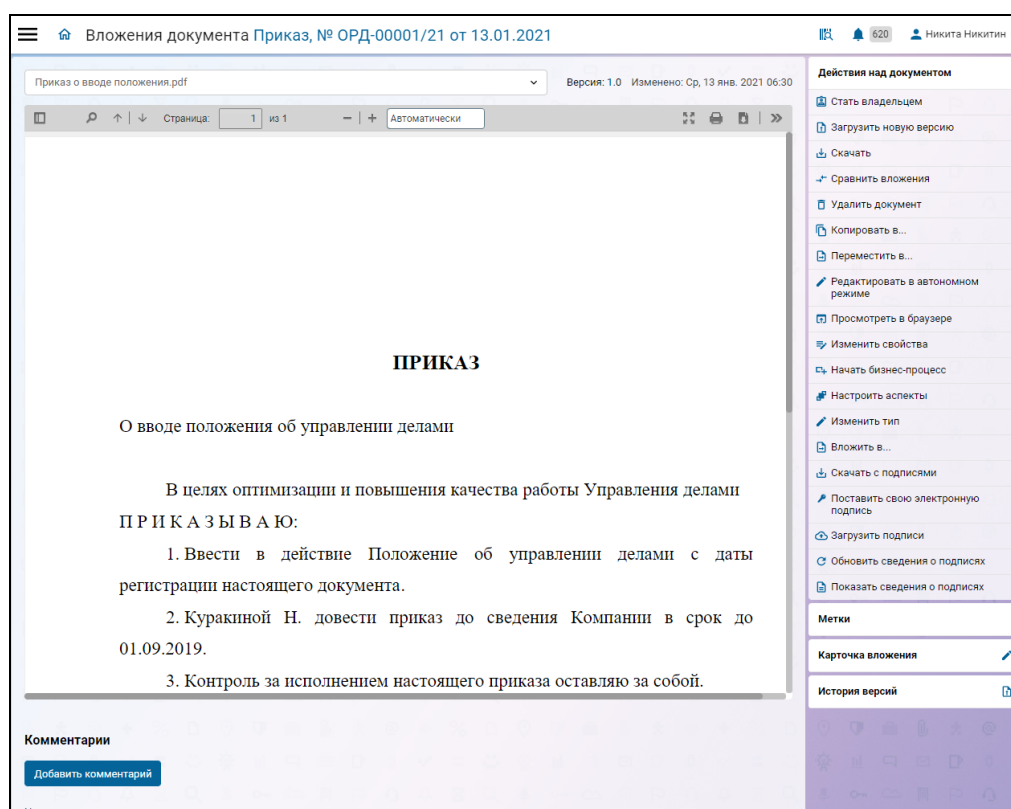 Вложения документа Приказ, № ОРД-00001/21 от 13.01.2021
620
Никита Никитин
Приказ о вводе положения.pdf
Версия: 1.0 Изменено: Ср, 13 янв. 2021 06:30
Страница: 1 из 1
Автоматически
ПРИКАЗ
О вводе положения об управлении делами
В целях оптимизации и повышения качества работы Управления делами
П Р И К А З Ы В А Ю:
1. Ввести в действие Положение об управлении делами с даты
регистрации настоящего документа.
2. Куракиной Н. довести приказ до сведения Компании в срок до
01.09.2019.
3. Контроль за исполнением настоящего приказа оставляю за собой.
Комментарии
Добавить комментарий
Действия над документом
Стать владельцем
Загрузить новую версию
Скачать
Сравнить вложения
Удалить документ
Копировать в...
Переместить в...
Редактировать в автономном
режиме
Просмотреть в браузере
Изменить свойства
Начать бизнес-процесс
Настроить аспекты
Изменить тип
Вложить в...
Скачать с подписями
Поставить свою электронную
подпись
Загрузить подписи
Обновить сведения о подписях
Показать сведения о подписях
Метки
Карточка вложения
История версий